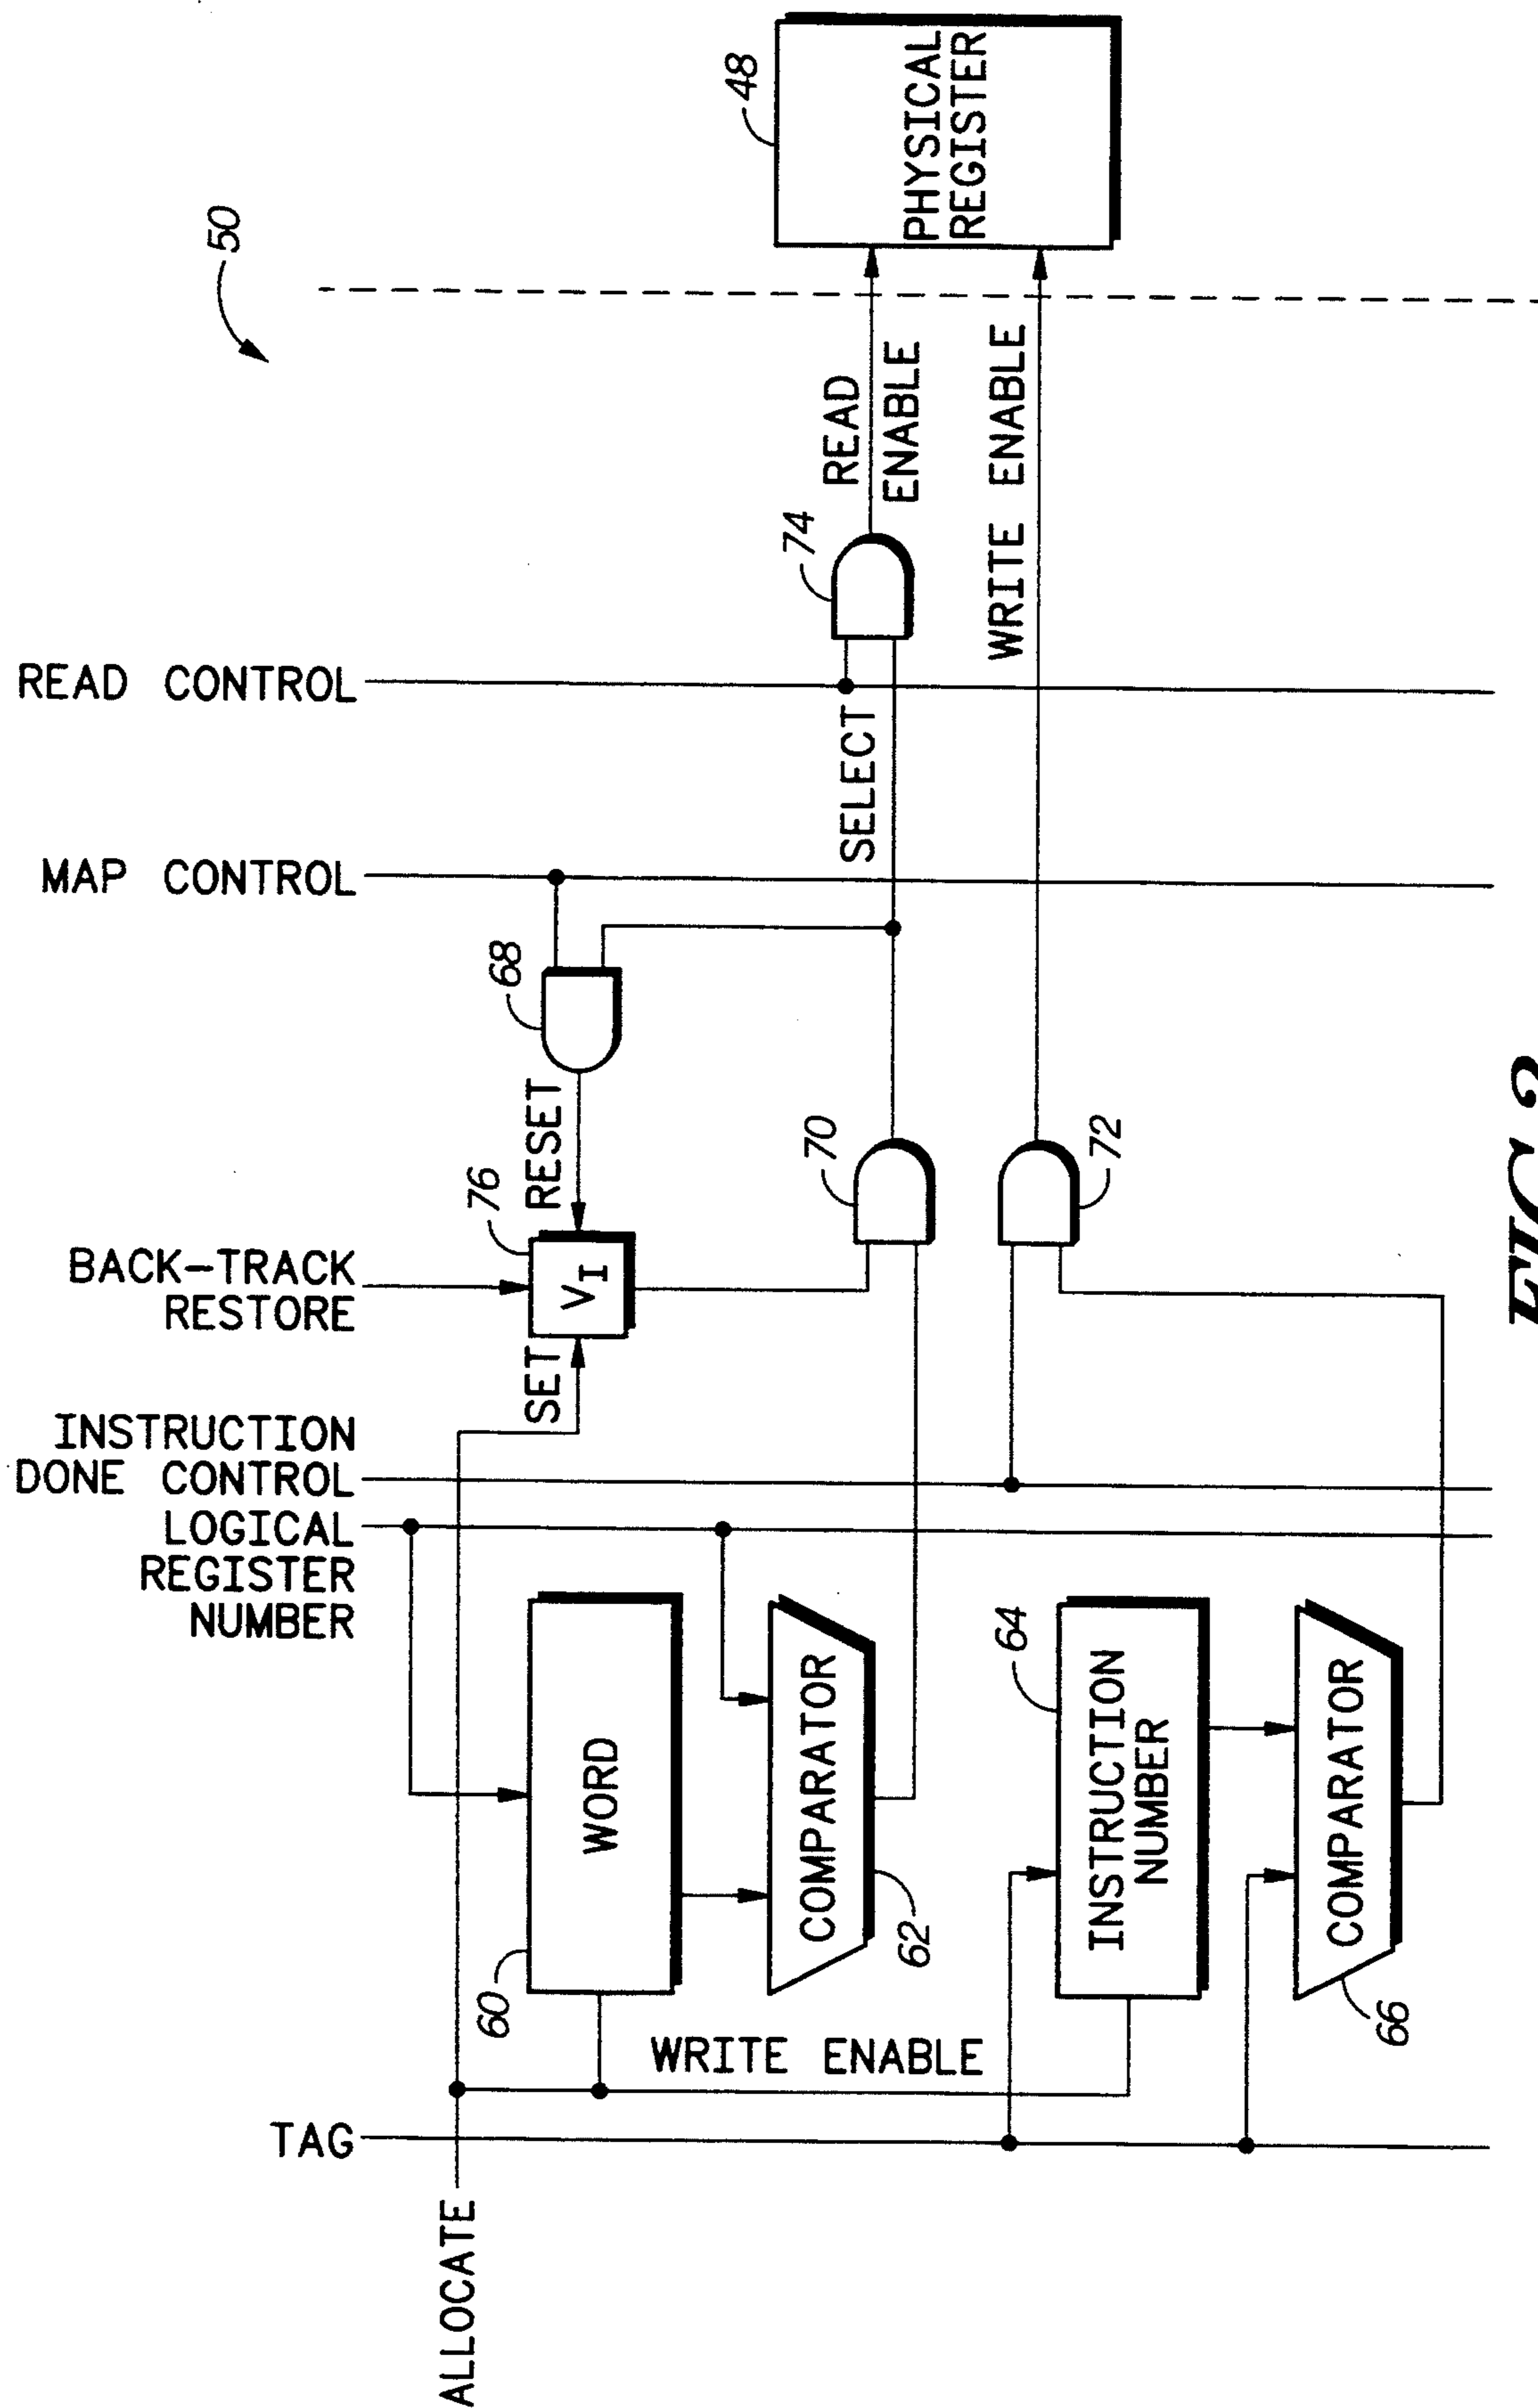 READ CONTROL
MAP CONTROL
BACK-TRACK
RESTORE
INSTRUCTION
DONE CONTROL
LOGICAL
REGISTER
NUMBER
TAG
ALLOCATE
50
48
PHYSICAL
REGISTER
READ
ENABLE
WRITE ENABLE
74
SELECT
68
RESET
76
VI
SET
70
72
60
WORD
COMPARATOR
62
WRITE ENABLE
64
INSTRUCTION
NUMBER
COMPARATOR
66